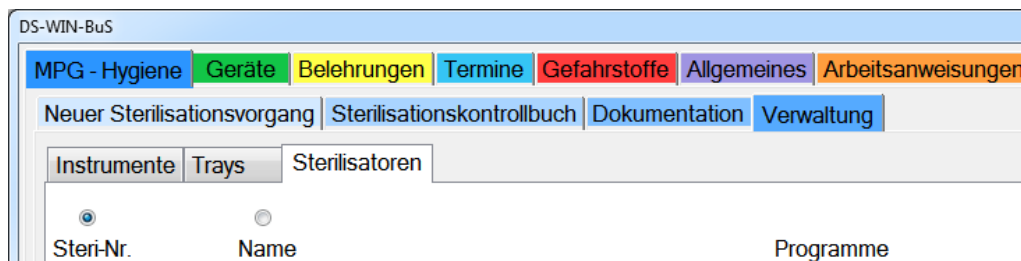 DS-WIN-BuS
MPG - Hygiene Geräte Belehrungen Termine Gefahrstoffe Allgemeines Arbeitsanweisungen
Neuer Sterilisationsvorgang Sterilisationskontrollbuch Dokumentation Verwaltung
Instrumente Trays Sterilisatoren
Steri-Nr. Name Programme